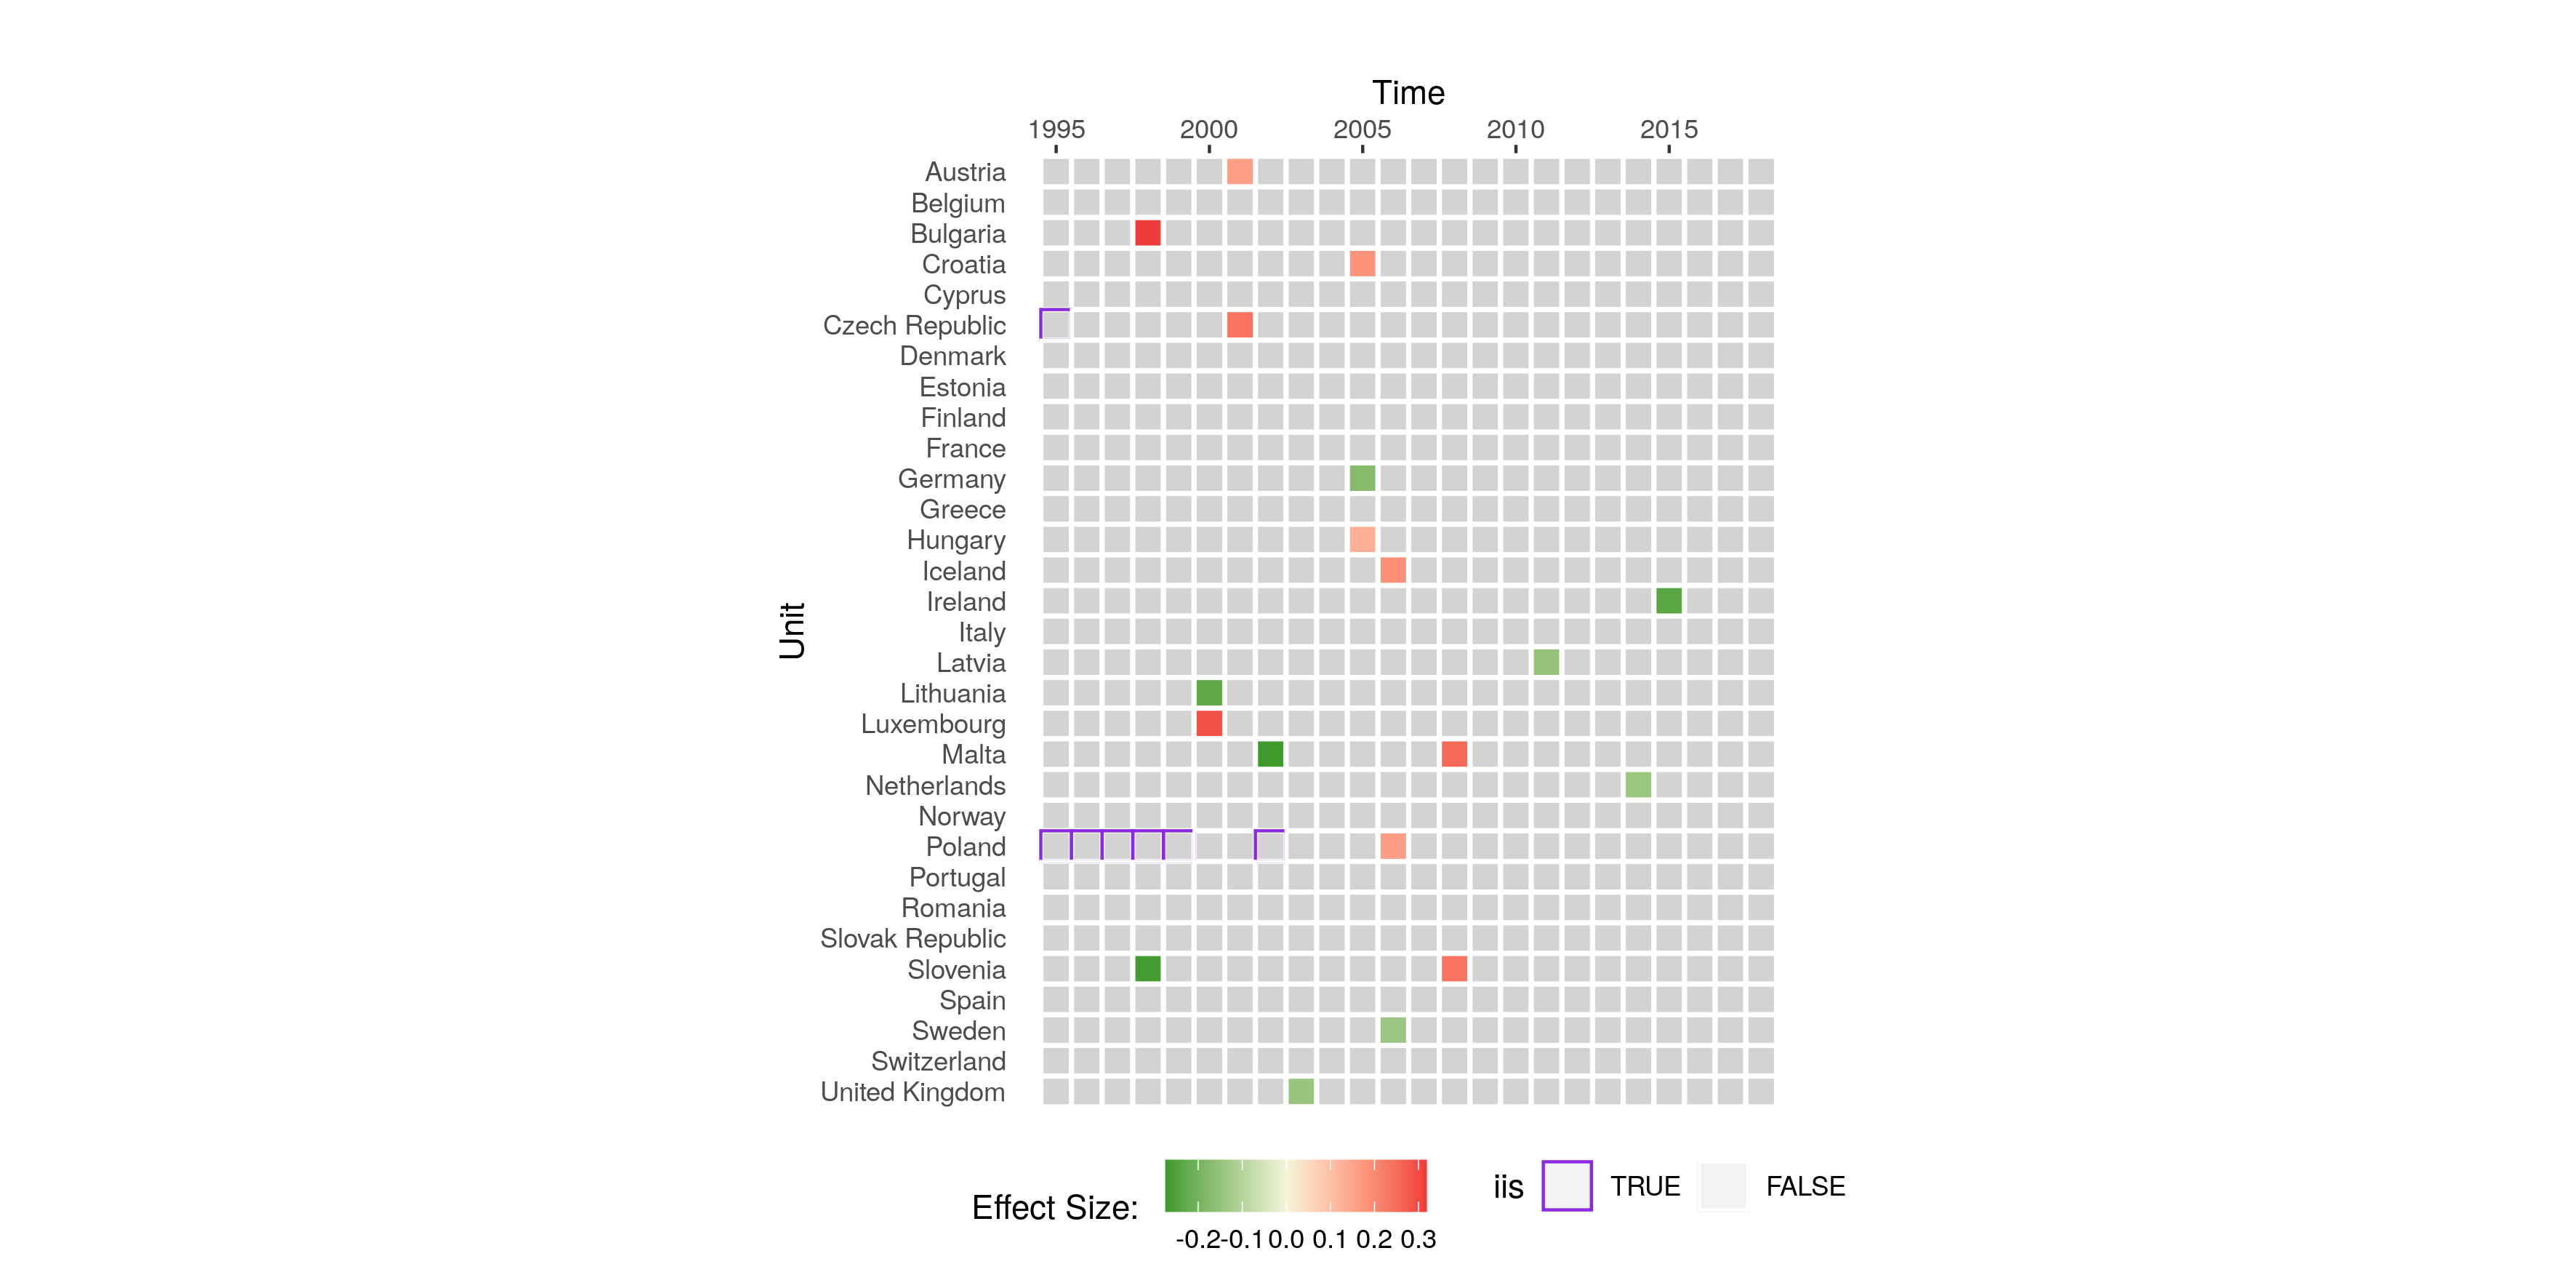 Time
1995 2000 2005 2010 2015
Austria
Belgium
Bulgaria
Croatia
Cyprus
Czech Republic
Denmark
Estonia
Finland
France
Germany
Greece
Hungary
Iceland
Ireland
Italy
Latvia
Lithuania
Luxembourg
Malta
Netherlands
Norway
Poland
Portugal
Romania
Slovak Republic
Slovenia
Spain
Sweden
Switzerland
United Kingdom
Unit
Effect Size:
-0.2 -0.1 0.0 0.1 0.2 0.3
iis TRUE FALSE